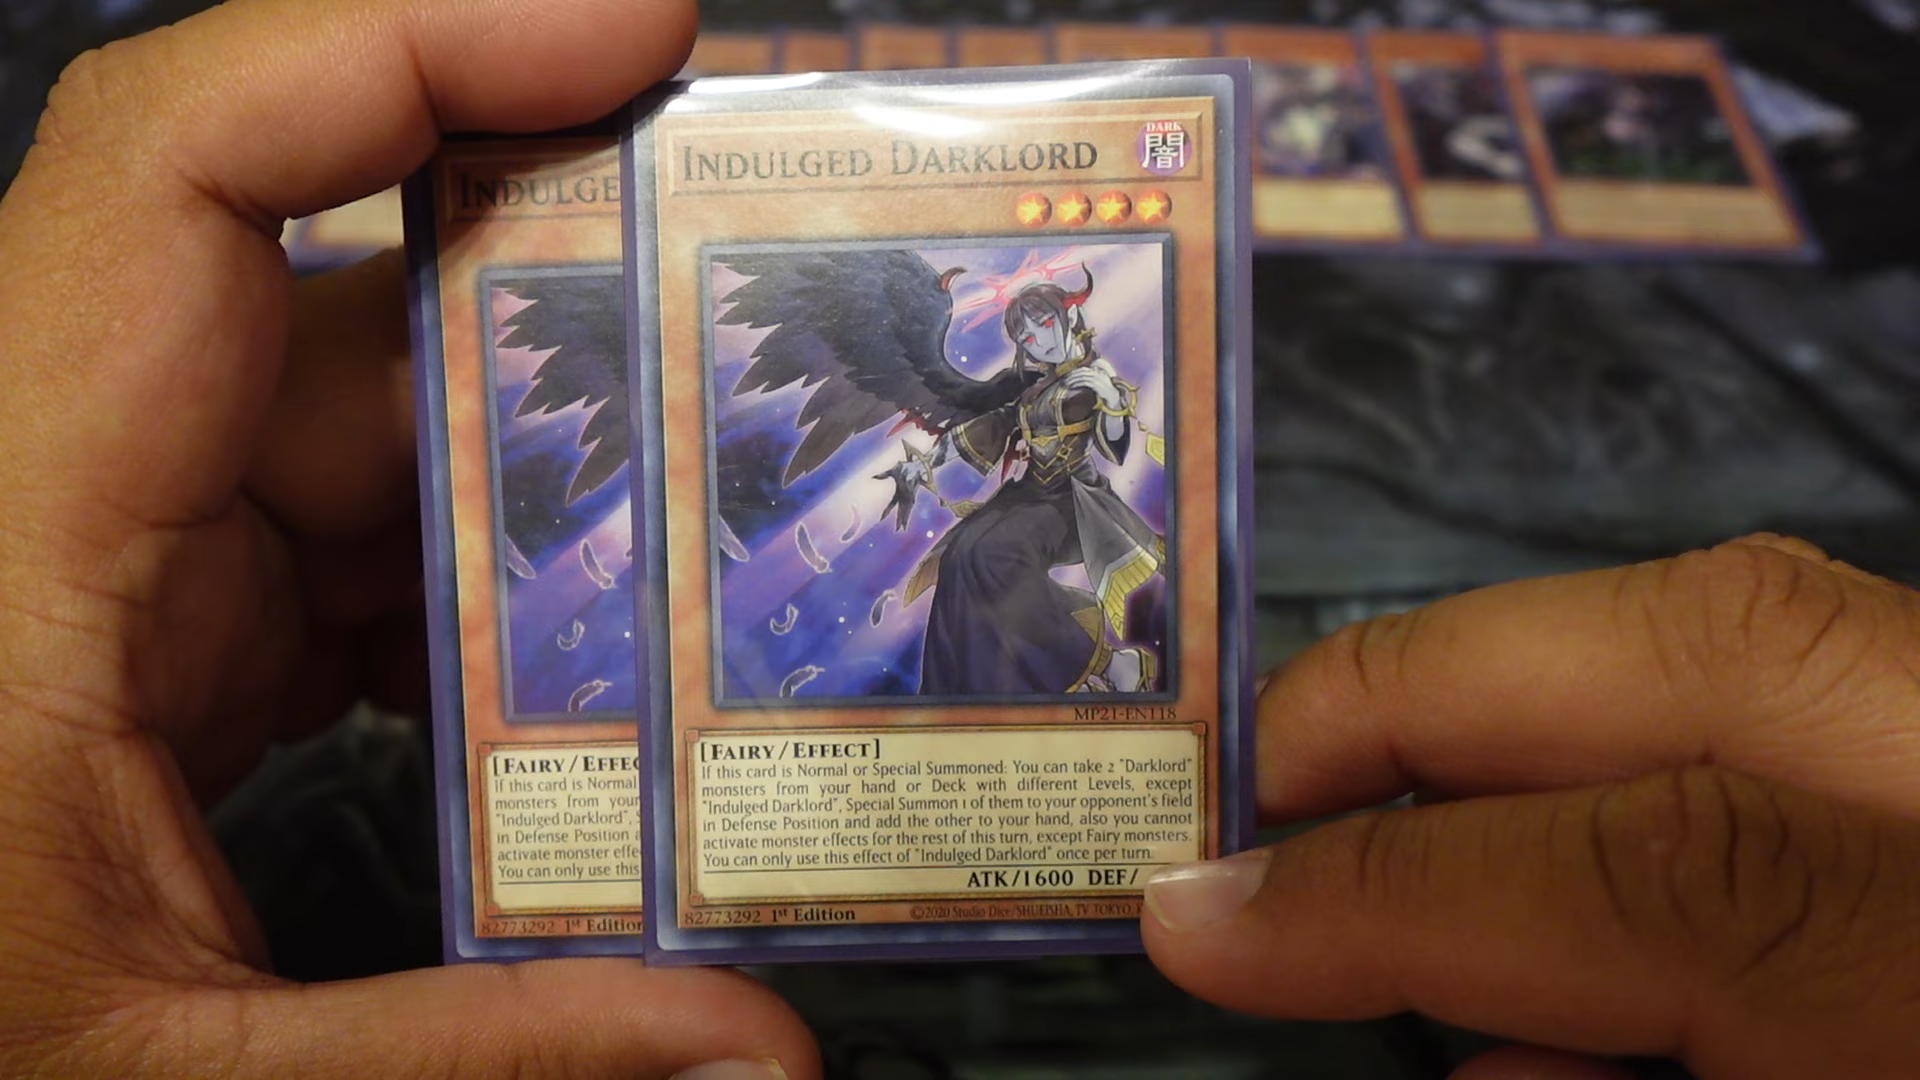 INDULGE
INDULGED DARKLORD
DARK
闇
MP21-EN118
[FAIRY/EFFEC
If this card is Normal
monsters from your
"Indulged Darklord",
in Defense Position
activate monster effe
You can only use this
82773292 1st Edition
[FAIRY/EFFECT]
If this card is Normal or Special Summoned: You can take 2 "Darklord"
monsters from your hand or Deck with different Levels, except
"Indulged Darklord", Special Summon 1 of them to your opponent's field
in Defense Position and add the other to your hand, also you cannot
activate monster effects for the rest of this turn, except Fairy monsters.
You can only use this effect of "Indulged Darklord" once per turn.
ATK/1600 DEF/
82773292 1st Edition ©2020 Studio Dice/SHUEISHA, TV TOKYO, K